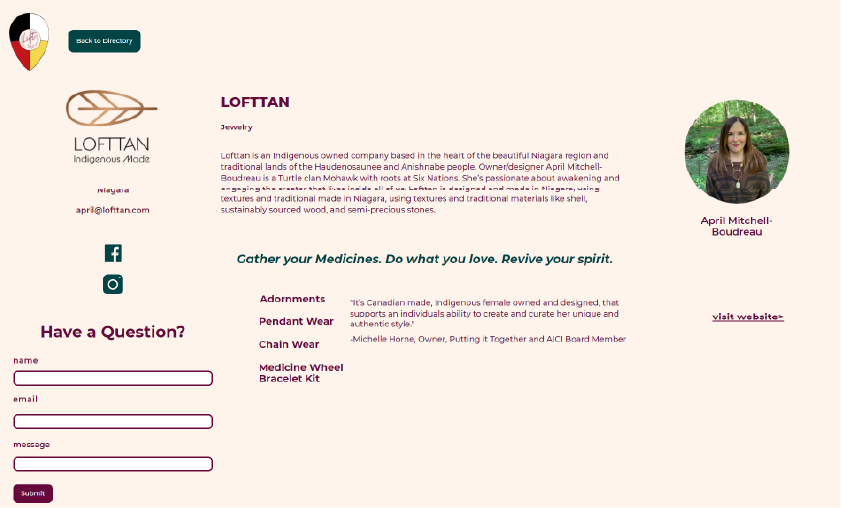 Back to Directory
LOFTTAN
Indigenous Made
Niagara
april@lofttan.com
Have a Question?
name
email
message
Submit
LOFTTAN
Jewelry
Lofttan is an Indigenous owned company based in the heart of the beautiful Niagara region and
traditional lands of the Haudenosaunee and Anishnabe people. Owner/designer April Mitchell-
Boudreau is a Turtle clan Mohawk with roots at Six Nations. She's passionate about awakening and
engaging the creator that lives inside all of us. Lofttan is designed and made in Niagara, using
textures and traditional made in Niagara, using textures and traditional materials like shell,
sustainably sourced wood, and semi-precious stones.
Gather your Medicines. Do what you love. Revive your spirit.
Adornments
Pendant Wear
Chain Wear
Medicine Wheel
Bracelet Kit
"It's Canadian made, Indigenous female owned and designed, that
supports an individuals ability to create and curate her unique and
authentic style."
-Michelle Horne, Owner, Putting it Together and AICI Board Member
April Mitchell-
Boudreau
visit website>